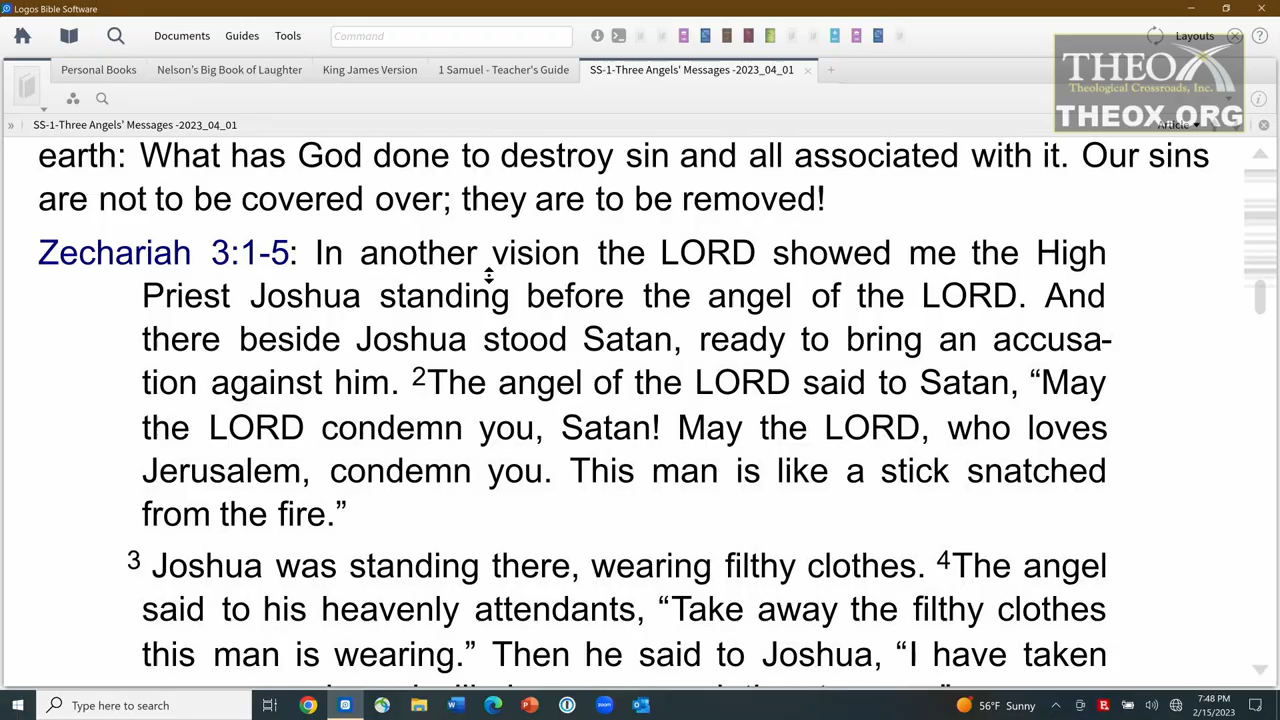 Logos Bible Software
Documents Guides Tools Command Layouts
Personal Books Nelson's Big Book of Laughter King James Versi 1 Samuel - Teacher's Guide SS-1-Three Angels' Messages -2023_04_01
THEOX
Theological Crossroads, Inc.
THEOX.ORG
SS-1-Three Angels' Messages -2023_04_01 Article
earth: What has God done to destroy sin and all associated with it. Our sins
are not to be covered over; they are to be removed!
Zechariah 3:1-5: In another vision the LORD showed me the High
Priest Joshua standing before the angel of the LORD. And
there beside Joshua stood Satan, ready to bring an accusa-
tion against him. 2The angel of the LORD said to Satan, “May
the LORD condemn you, Satan! May the LORD, who loves
Jerusalem, condemn you. This man is like a stick snatched
from the fire.”
3 Joshua was standing there, wearing filthy clothes. 4The angel
said to his heavenly attendants, “Take away the filthy clothes
this man is wearing.” Then he said to Joshua, “I have taken
Type here to search
56°F Sunny
7:48 PM
2/15/2023